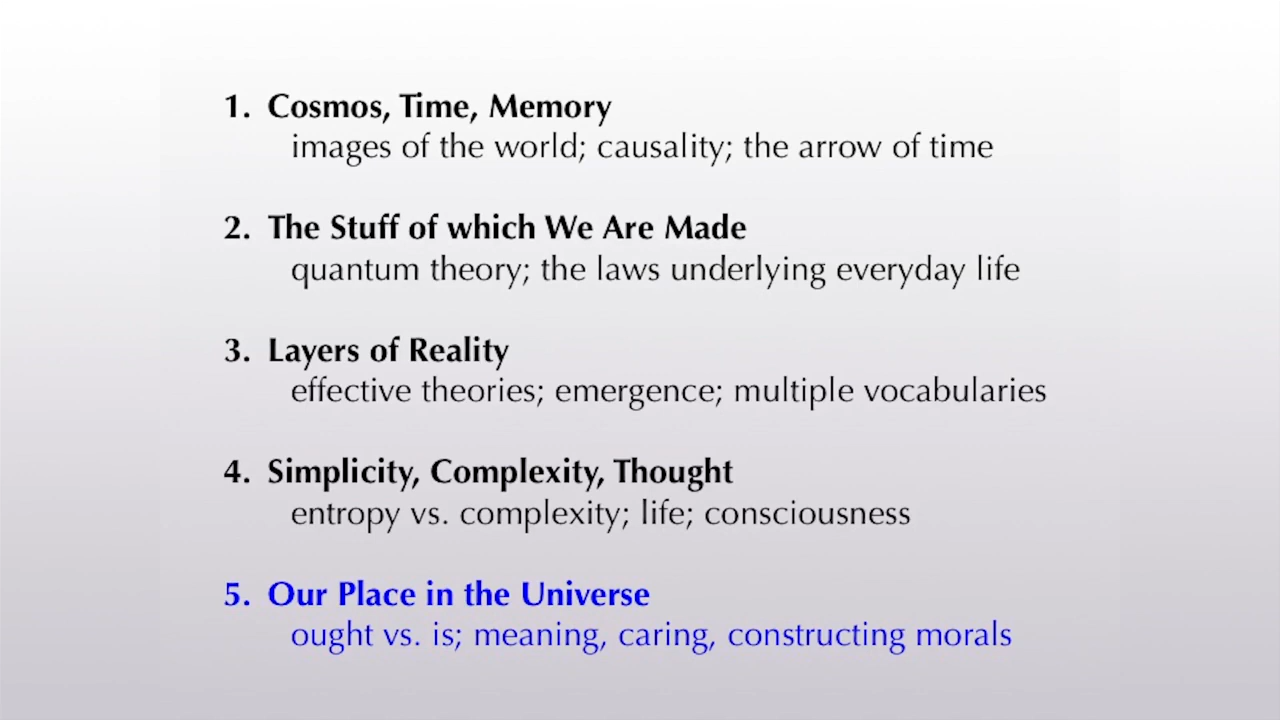 1. Cosmos, Time, Memory
images of the world; causality; the arrow of time
2. The Stuff of which We Are Made
quantum theory; the laws underlying everyday life
3. Layers of Reality
effective theories; emergence; multiple vocabularies
4. Simplicity, Complexity, Thought
entropy vs. complexity; life; consciousness
5. Our Place in the Universe
ought vs. is; meaning, caring, constructing morals